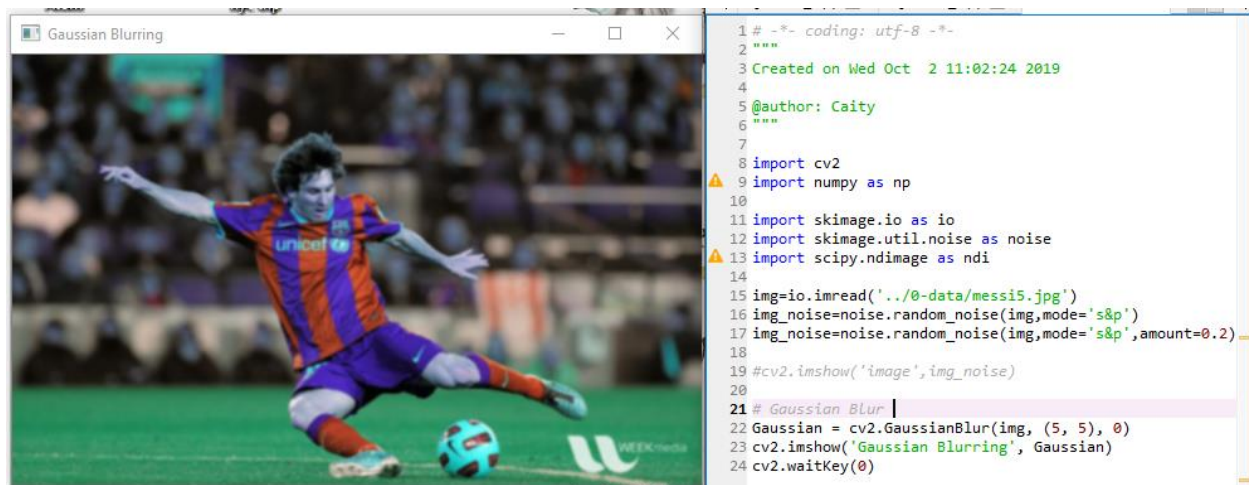 Gaussian Blurring
unicef
WEEKmedia
1 # -*- coding: utf-8 -*-
2 """
3 Created on Wed Oct  2 11:02:24 2019
4
5 @author: Caity
6 """
7
8 import cv2
9 import numpy as np
10
11 import skimage.io as io
12 import skimage.util.noise as noise
13 import scipy.ndimage as ndi
14
15 img=io.imread('../0-data/messi5.jpg')
16 img_noise=noise.random_noise(img,mode='s&p')
17 img_noise=noise.random_noise(img,mode='s&p',amount=0.2)
18
19 #cv2.imshow('image',img_noise)
20
21 # Gaussian Blur
22 Gaussian = cv2.GaussianBlur(img, (5, 5), 0)
23 cv2.imshow('Gaussian Blurring', Gaussian)
24 cv2.waitKey(0)